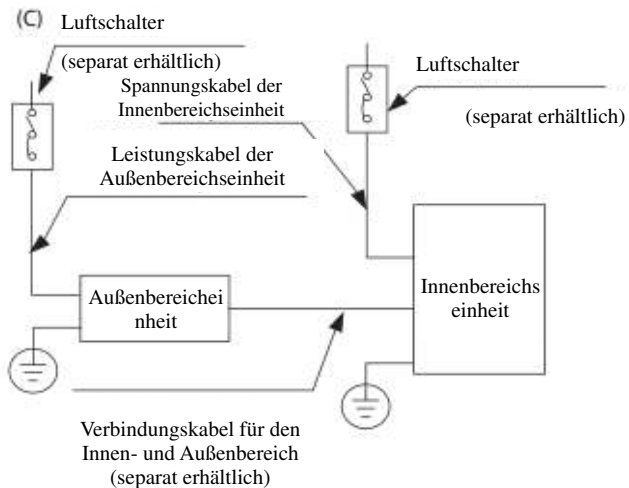 (C)
Luftschalter
(separat erhältlich)
Spannungskabel der
Innenbereichseinheit
Luftschalter
(separat erhältlich)
Leistungskabel der
Außenbereichseinheit
Außenbereichei
nheit
Innenbereichs
einheit
Verbindungskabel für den
Innen- und Außenbereich
(separat erhältlich)